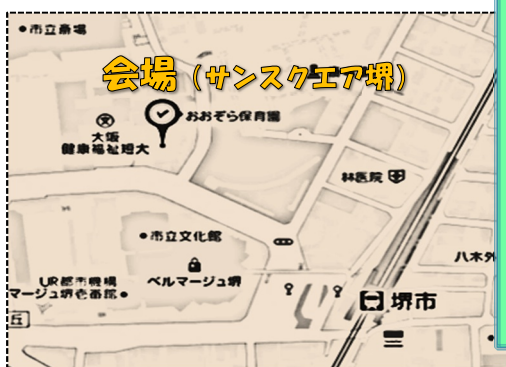 ●市立斎場
会場（サンスクエア堺）
おおぞら保育園
大阪
健康福祉短大
林医院
●市立文化館
八木外
UR都市機構
ベルマージュ堺
マージュ堺壱番館●
堺市
丘